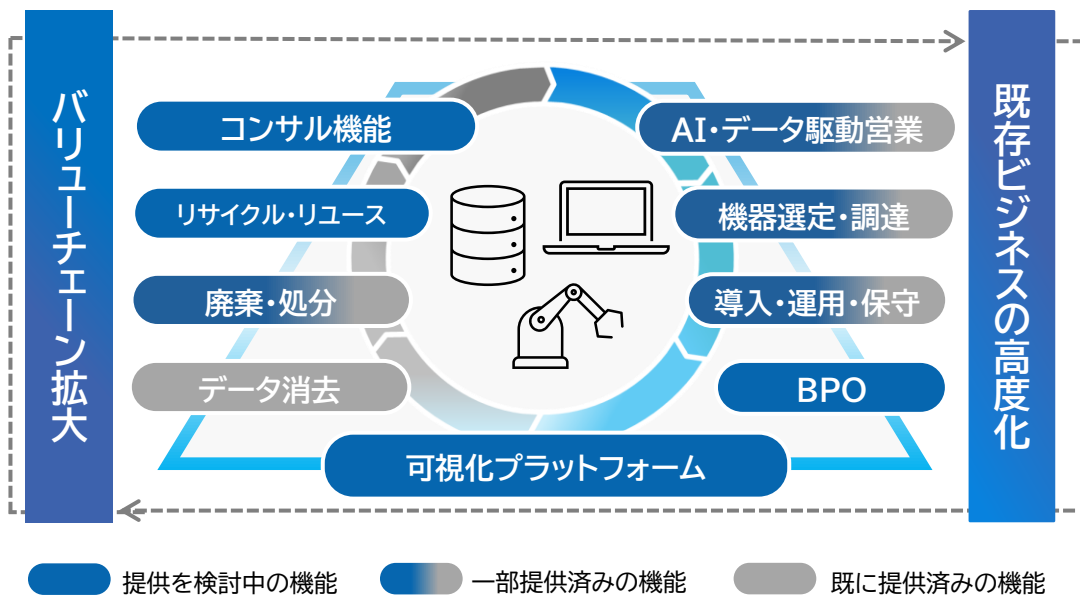 バリューチェーン拡大
コンサル機能
リサイクル・リユース
廃棄・処分
データ消去
AI・データ駆動営業
機器選定・調達
導入・運用・保守
BPO
可視化プラットフォーム
既存ビジネスの高度化
提供を検討中の機能
一部提供済みの機能
既に提供済みの機能